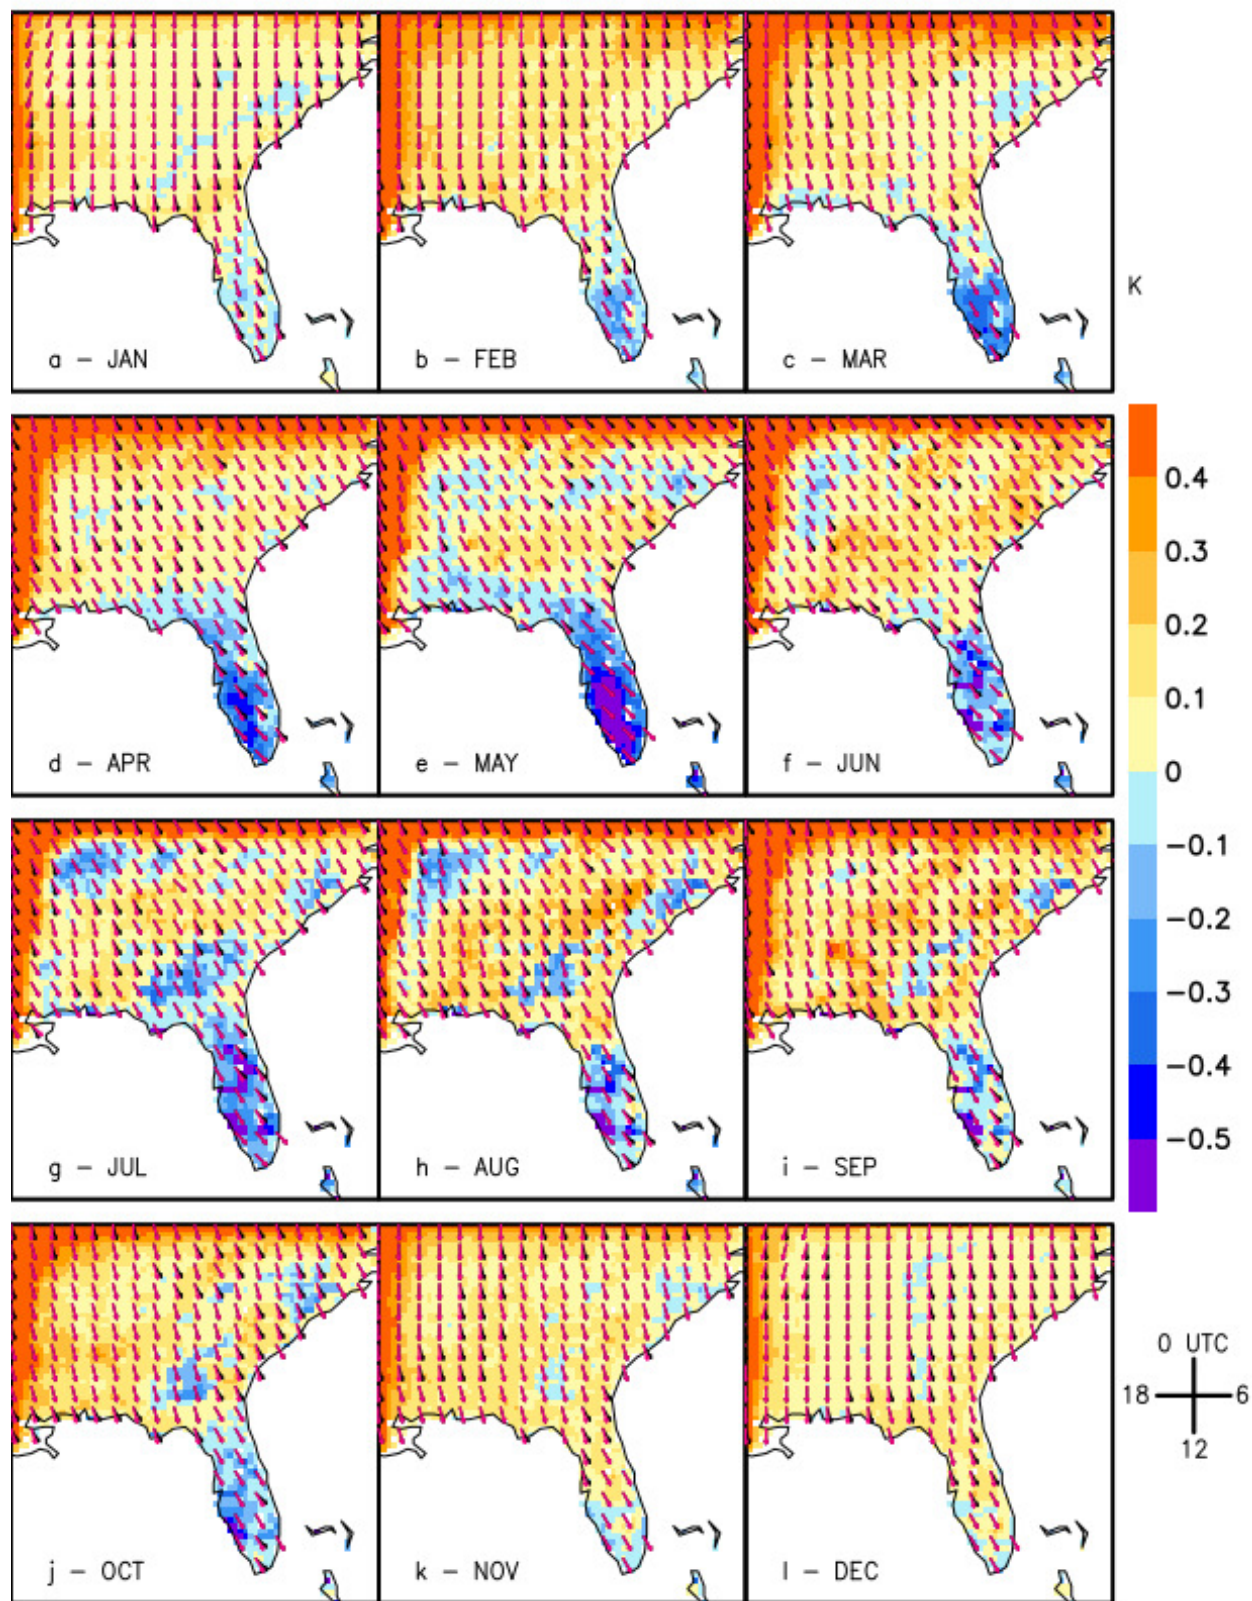 a – JAN
b – FEB
c – MAR
K
d – APR
e – MAY
f – JUN
0.4
0.3
0.2
0.1
0
−0.1
−0.2
−0.3
−0.4
−0.5
g – JUL
h – AUG
i – SEP
j – OCT
k – NOV
l – DEC
0 UTC
18
6
12